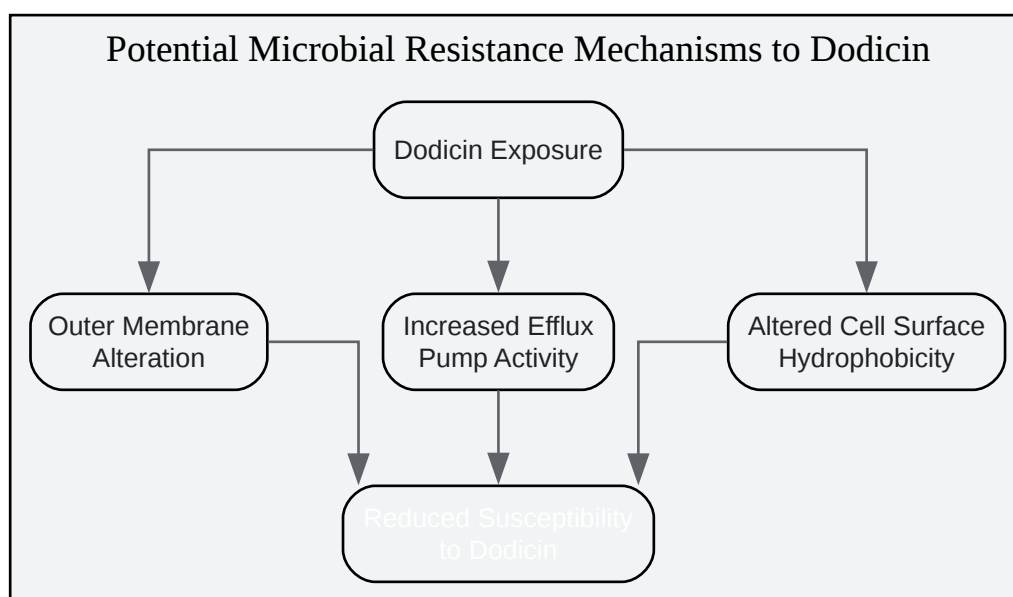 Potential Microbial Resistance Mechanisms to Dodicin
Dodicin Exposure
Outer Membrane
Alteration
Increased Efflux
Pump Activity
Altered Cell Surface
Hydrophobicity
Reduced Susceptibility
to Dodicin